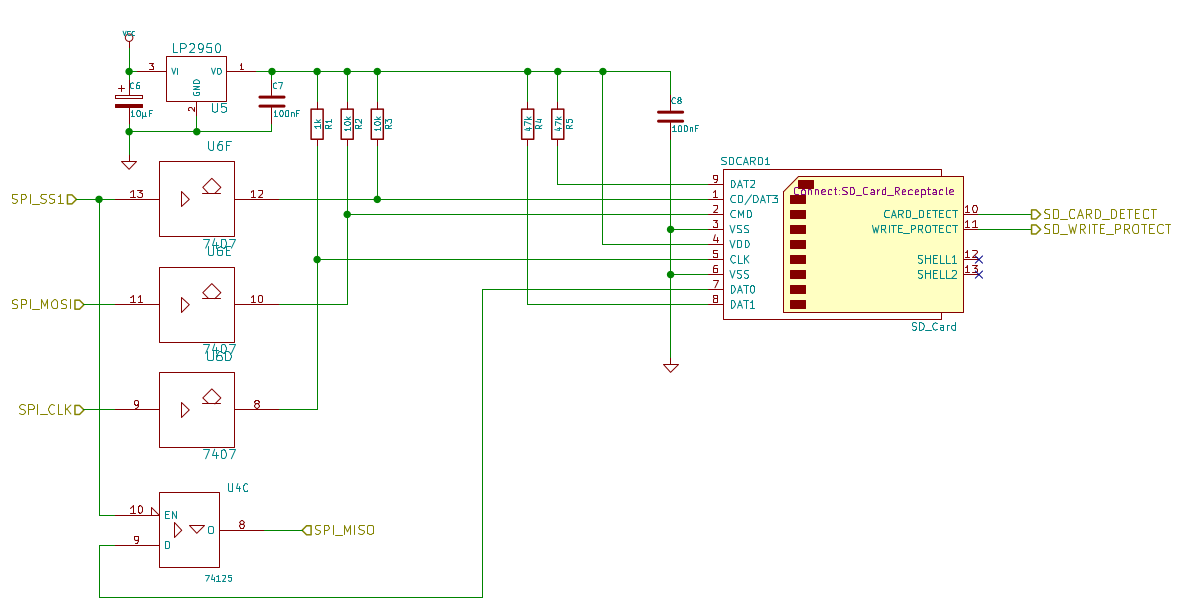 VCC
LP2950
3 VI VO 1
GND
2
U5
C6
10µF
C7
100nF
1k R1
10k R2
10k R3
47k R4
47k R5
C8
100nF
U6F
SPI_SS1 13 12
7407
U6E
SPI_MOSI 11 10
7407
U6D
SPI_CLK 9 8
7407
U4C
10 EN
9 D
O 8 SPI_MISO
74125
SDCARD1
Connect:SD_Card_Receptacle
9 DAT2
1 CD/DAT3
2 CMD
3 VSS
4 VDD
5 CLK
6 VSS
7 DAT0
8 DAT1
CARD_DETECT 10 SD_CARD_DETECT
WRITE_PROTECT 11 SD_WRITE_PROTECT
SHELL1 12
SHELL2 13
SD_Card